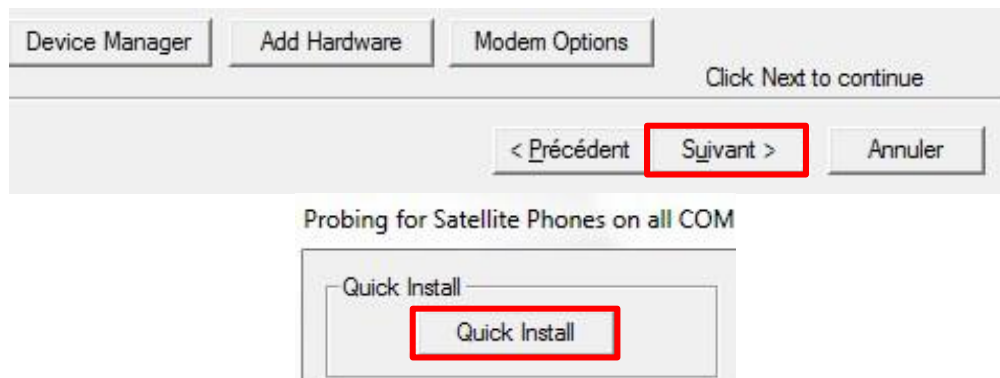 Device Manager Add Hardware Modem Options
Click Next to continue
< Précédent Suivant > Annuler
Probing for Satellite Phones on all COM
Quick Install
Quick Install